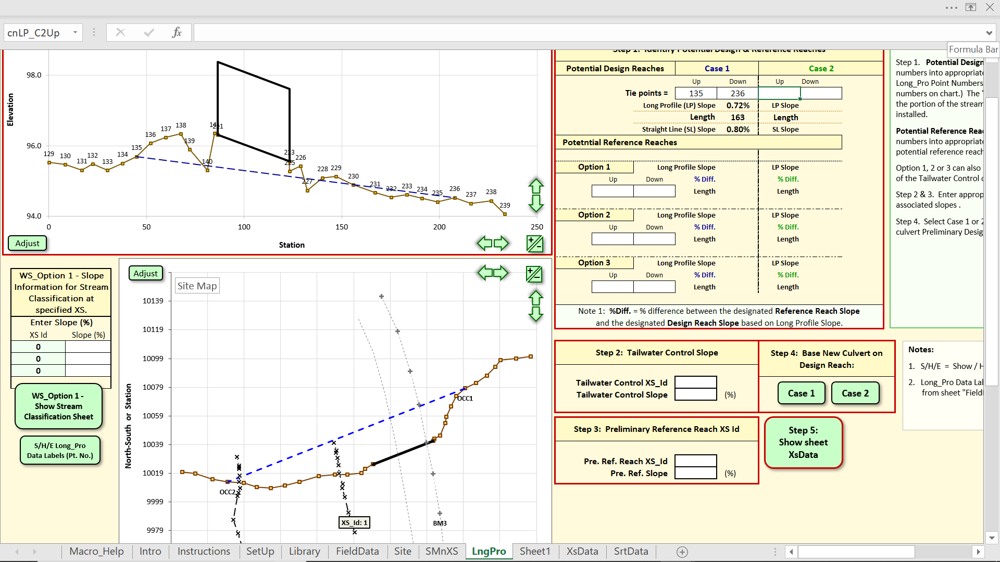 cnLP_C2Up
fx
Formula Bar
98.0
96.0
94.0
Elevation
129
130
131
132
133
134
135
136
137
138
139
140
211
213
225
226
227
228
229
230
231
232
233
234
235
236
237
238
239
0
50
100
150
200
250
Station
Adjust
Step 1: Identify Potential Design & Reference Reaches
Potential Design Reaches Case 1 Case 2
Up Down Up Down
Tie points = 135 236
Long Profile (LP) Slope 0.72% LP Slope
Length 163 Length
Straight Line (SL) Slope 0.80% SL Slope
Potetntial Reference Reaches
Option 1 Long Profile Slope LP Slope
Up Down % Diff. % Diff.
Length Length
Option 2 Long Profile Slope LP Slope
Up Down % Diff. % Diff.
Length Length
Option 3 Long Profile Slope LP Slope
Up Down % Diff. % Diff.
Length Length
Note 1: %Diff. = % difference between the designated Reference Reach Slope
and the designated Design Reach Slope based on Long Profile Slope.
Step 1. Potential Design
numbers into appropriate
Long_Pro Point Numbers
numbers on chart.) The "
the portion of the stream
installed.
Potential Reference Reac
numbers into appropriate
potential reference reach
Option 1, 2 or 3 can also
of the Tailwater Control c
Step 2 & 3. Enter approp
associated slopes .
Step 4. Select Case 1 or 2
culvert Preliminary Desig
WS_Option 1 - Slope
Information for Stream
Classification at
specified XS.
Enter Slope (%)
XS Id Slope (%)
0
0
0
WS_Option 1 -
Show Stream
Classification Sheet
S/H/E Long_Pro
Data Labels (Pt. No.)
Adjust
Site Map
10139
10119
10099
10079
10059
10039
10019
9999
9979
North-South or Station
OCC1
OCC2
XS_Id: 1
BM3
Step 2: Tailwater Control Slope
Tailwater Control XS_Id
Tailwater Control Slope (%)
Step 4: Base New Culvert on
Design Reach:
Case 1 Case 2
Step 3: Preliminary Reference Reach XS Id
Pre. Ref. Reach XS_Id
Pre. Ref. Slope (%)
Step 5:
Show sheet
XsData
Notes:
1. S/H/E = Show / H
2. Long_Pro Data Lab
from sheet "Field
Macro_Help Intro Instructions SetUp Library FieldData Site SMnXS LngPro Sheet1 XsData SrtData